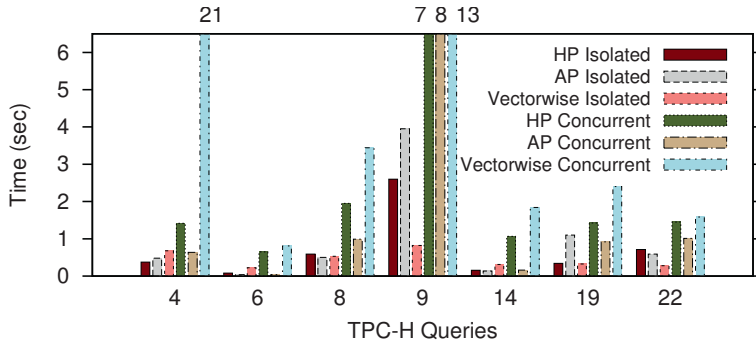 21 7 8 13
6
5
4
3
2
1
0
Time (sec)
HP Isolated
AP Isolated
Vectorwise Isolated
HP Concurrent
AP Concurrent
Vectorwise Concurrent
4 6 8 9 14 19 22
TPC-H Queries